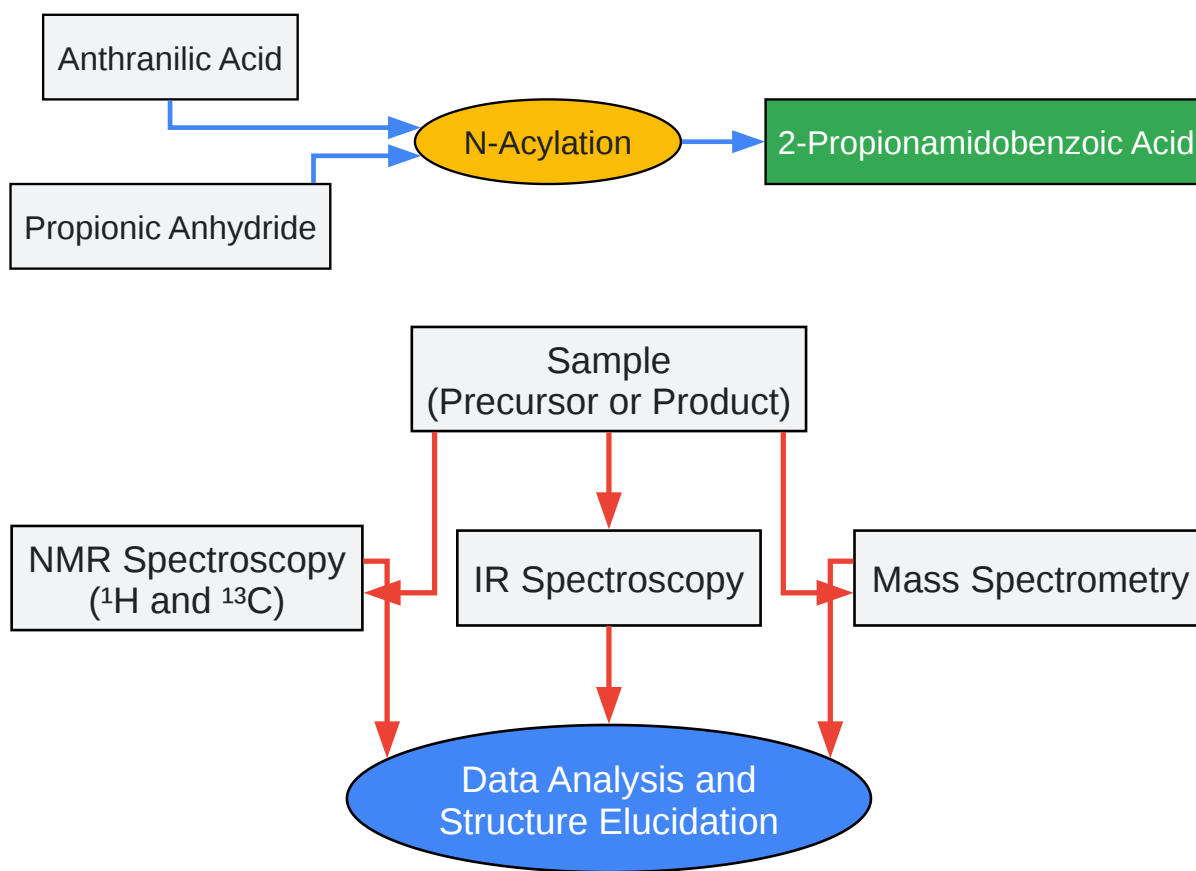 Anthranilic Acid
N-Acylation
2-Propionamidobenzoic Acid
Propionic Anhydride
Sample
(Precursor or Product)
NMR Spectroscopy
(¹H and ¹³C)
IR Spectroscopy
Mass Spectrometry
Data Analysis and
Structure Elucidation